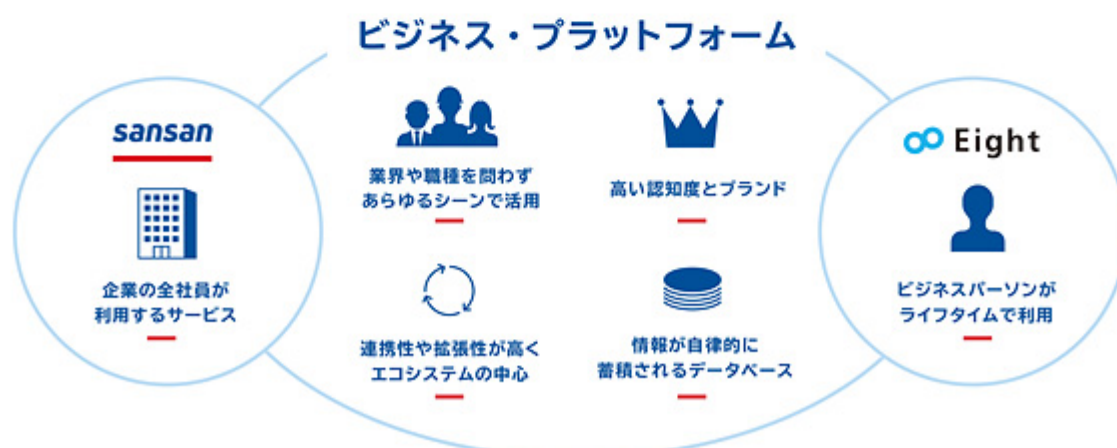 ビジネス・プラットフォーム
sansan
企業の全社員が
利用するサービス
業界や職種を問わず
あらゆるシーンで活用
高い認知度とブランド
連携性や拡張性が高く
エコシステムの中心
情報が自律的に
蓄積されるデータベース
Eight
ビジネスパーソンが
ライフタイムで利用